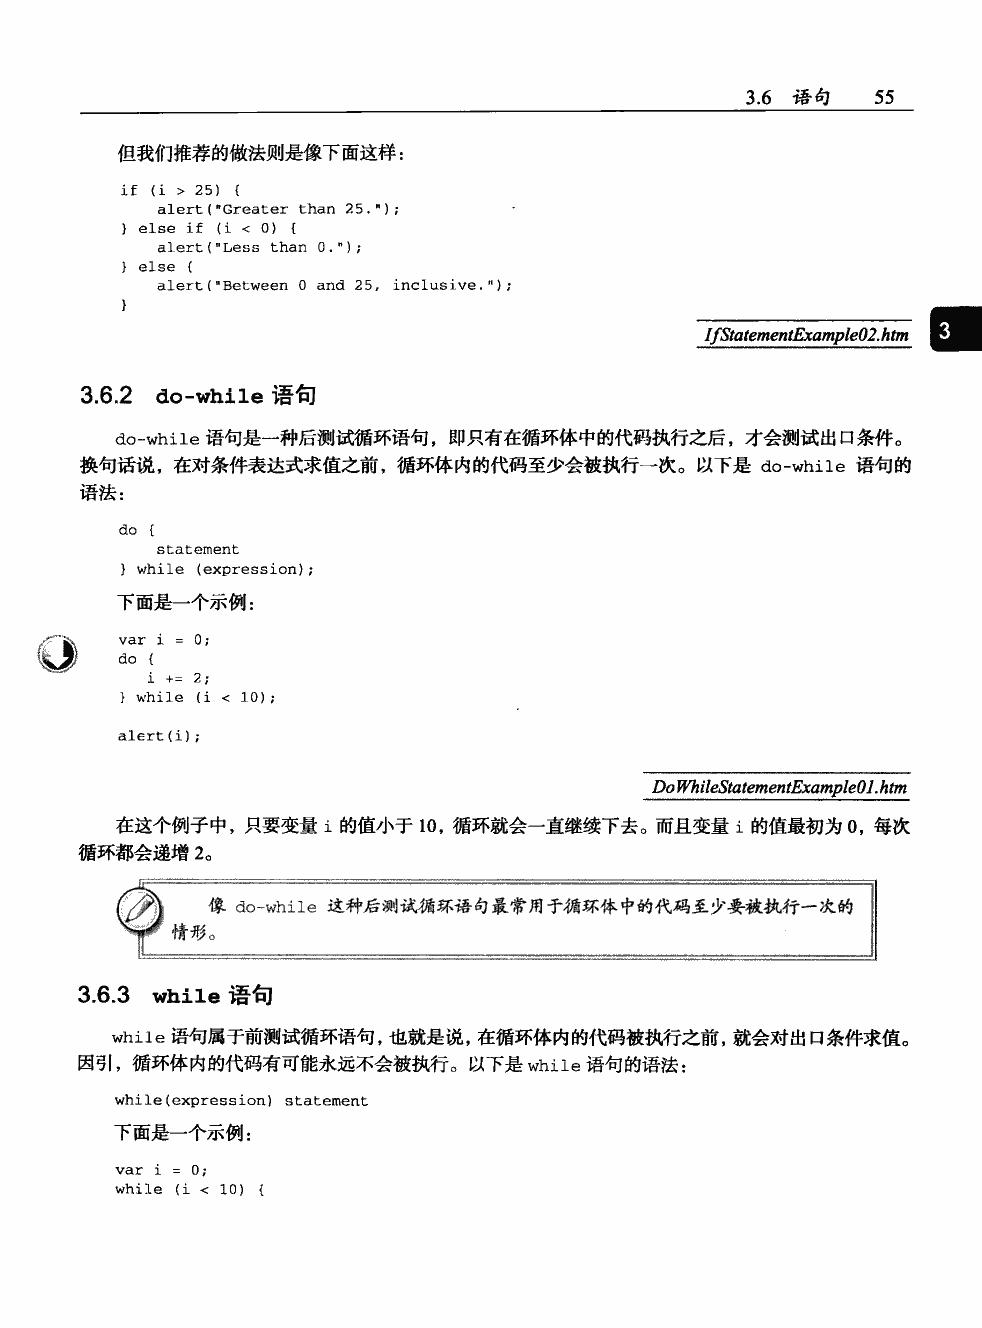 3.6 语句 55
但我们推荐的做法则是像下面这样：
if (i > 25) {
alert("Greater than 25.");
} else if (i < 0) {
alert("Less than 0.");
} else {
alert("Between 0 and 25, inclusive.");
}
IfStatementExample02.htm
3
3.6.2 do-while 语句
do-while 语句是一种后测试循环语句，即只有在循环体中的代码执行之后，才会测试出口条件。
换句话说，在对条件表达式求值之前，循环体内的代码至少会被执行一次。以下是 do-while 语句的
语法：
do {
statement
} while (expression);
下面是一个示例：
var i = 0;
do {
i += 2;
} while (i < 10);
alert(i);
DoWhileStatementExample01.htm
在这个例子中，只要变量 i 的值小于 10，循环就会一直继续下去。而且变量 i 的值最初为 0，每次
循环都会递增 2。
像 do-while 这种后测试循环语句最常用于循环体中的代码至少要被执行一次的
情形。
3.6.3 while 语句
while 语句属于前测试循环语句，也就是说，在循环体内的代码被执行之前，就会对出口条件求值。
因引，循环体内的代码有可能永远不会被执行。以下是 while 语句的语法：
while(expression) statement
下面是一个示例：
var i = 0;
while (i < 10) {